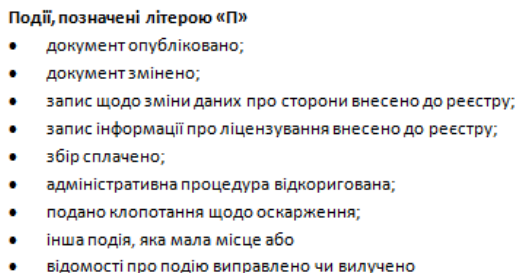 Події, позначені літерою «П»
● документ опубліковано;
● документ змінено;
● запис щодо зміни даних про сторони внесено до реєстру;
● запис інформації про ліцензування внесено до реєстру;
● збір сплачено;
● адміністративна процедура відкоригована;
● подано клопотання щодо оскарження;
● інша подія, яка мала місце або
● відомості про подію виправлено чи вилучено